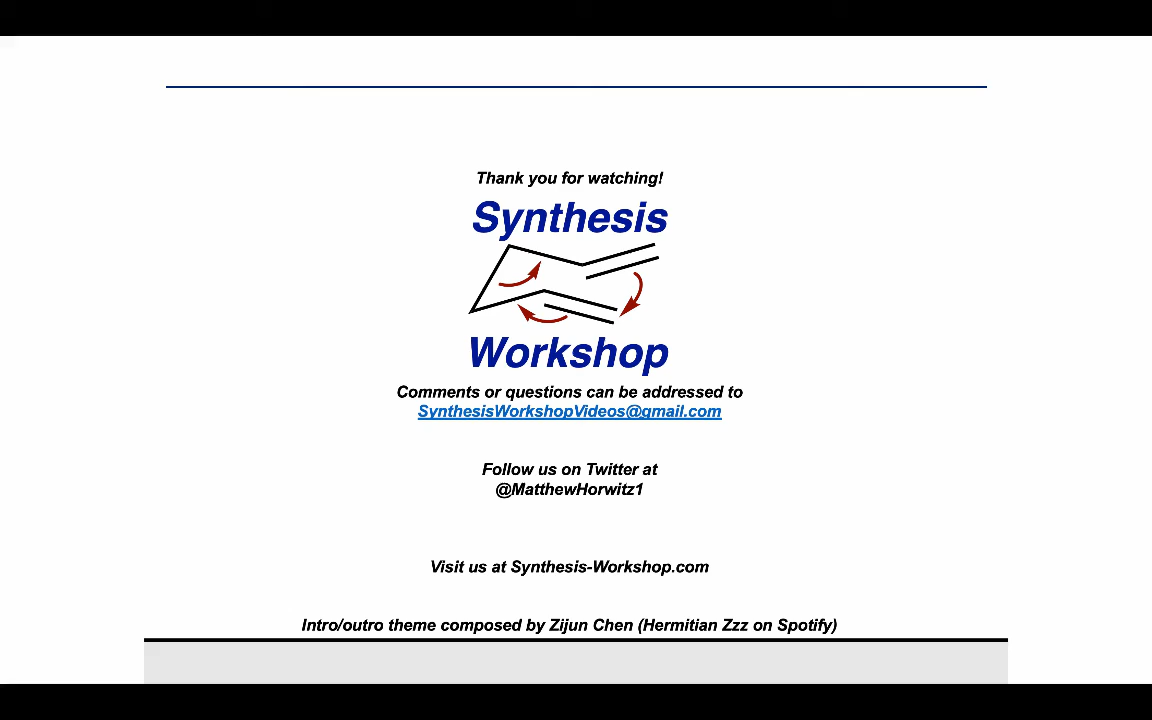 Thank you for watching!
Synthesis
Workshop
Comments or questions can be addressed to
SynthesisWorkshopVideos@gmail.com
Follow us on Twitter at
@MatthewHorwitz1
Visit us at Synthesis-Workshop.com
Intro/outro theme composed by Zijun Chen (Hermitian Zzz on Spotify)